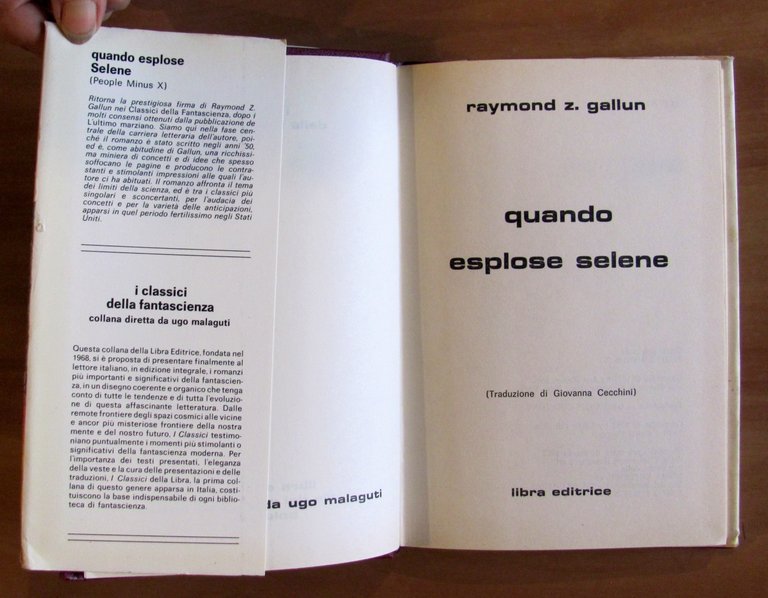 quando esplose
Selene
(People Minus X)
Ritorna la prestigiosa firma di Raymond Z.
Gallun nei Classici della Fantascienza, dopo i
molti consensi ottenuti dalla pubblicazione de
L'ultimo marziano. Siamo qui nella fase cen-
trale della carriera letteraria dell'autore, poi-
ché il romanzo è stato scritto negli anni '50,
ed è, come abitudine di Gallun, una ricchissi-
ma miniera di concetti e di idee che spesso
soffocano le pagine e producono le contra-
stanti e stimolanti impressioni alle quali l'au-
tore ci ha abituati. Il romanzo affronta il tema
dei limiti della scienza, ed è tra i classici più
singolari e sconcertanti, per l'audacia dei
concetti e per la varietà delle anticipazioni,
apparsi in quel periodo fertilissimo negli Stati
Uniti.
i classici
della fantascienza
collana diretta da ugo malaguti
Questa collana della Libra Editrice, fondata nel
1968, si è proposta di presentare finalmente al
lettore italiano, in edizione integrale, i romanzi
più importanti e significativi della fantascien-
za, in un disegno coerente e organico che tenga
conto di tutte le tendenze e di tutta l'evoluzio-
ne di questa affascinante letteratura. Dalle
remote frontiere degli spazi cosmici alle vicine
e ancor più misteriose frontiere della nostra
mente e del nostro futuro, I Classici testimo-
niano puntualmente i momenti più stimolanti o
significativi della fantascienza moderna. Per
l'importanza dei testi presentati, l'eleganza
della veste e la cura delle presentazioni e delle
traduzioni, I Classici della Libra, la prima col-
lana di questo genere apparsa in Italia, costi-
tuiscono la base indispensabile di ogni biblio-
teca di fantascienza.
da ugo malaguti
raymond z. gallun
quando
esplose selene
(Traduzione di Giovanna Cecchini)
libra editrice